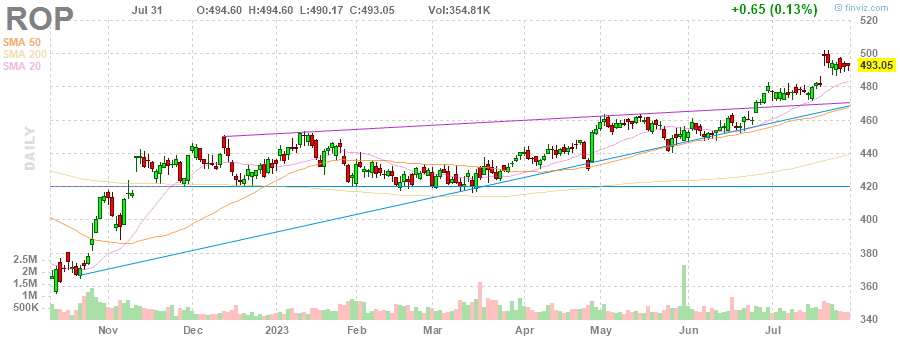 ROP Jul 31 O:494.60 H:494.60 L:490.17 C:493.05 Vol:354.81K +0.65 (0.13%) © finviz.com
SMA 50
SMA 200
SMA 20
DAILY
520
500
493.05
480
460
440
420
400
380
360
340
2.5M
2M
1.5M
1M
500K
Nov Dec 2023 Feb Mar Apr May Jun Jul